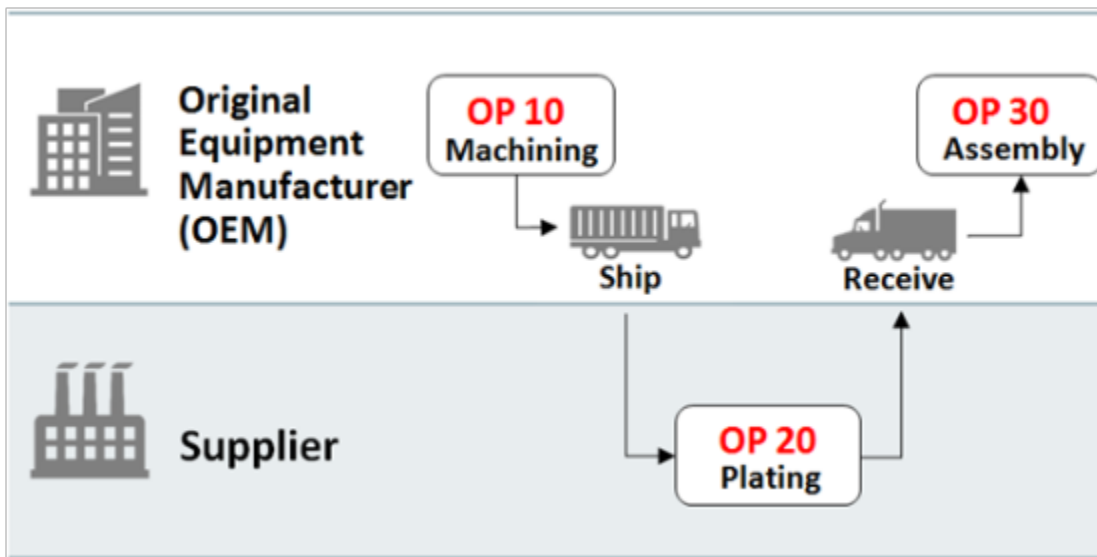 Original
Equipment
Manufacturer
(OEM)
OP 10
Machining
Ship
Receive
OP 30
Assembly
Supplier
OP 20
Plating